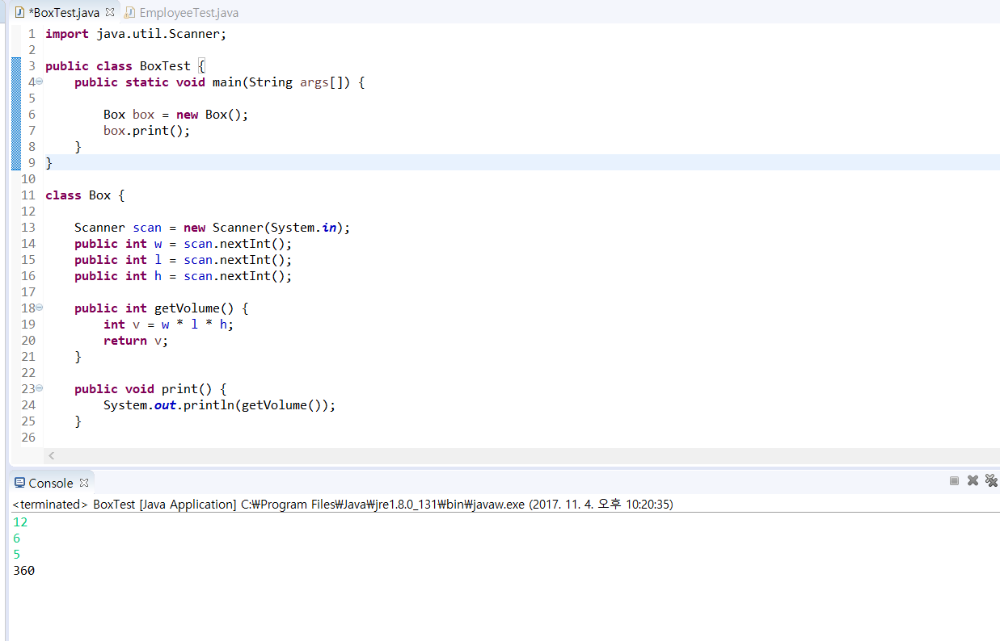 *BoxTest.java EmployeeTest.java
1 import java.util.Scanner;
2
3 public class BoxTest {
4 public static void main(String args[]) {
5
6 Box box = new Box();
7 box.print();
8 }
9 }
10
11 class Box {
12
13 Scanner scan = new Scanner(System.in);
14 public int w = scan.nextInt();
15 public int l = scan.nextInt();
16 public int h = scan.nextInt();
17
18 public int getVolume() {
19 int v = w * l * h;
20 return v;
21 }
22
23 public void print() {
24 System.out.println(getVolume());
25 }
26
Console
<terminated> BoxTest [Java Application] C:₩Program Files₩Java₩jre1.8.0_131₩bin₩javaw.exe (2017. 11. 4. 오후 10:20:35)
12
6
5
360